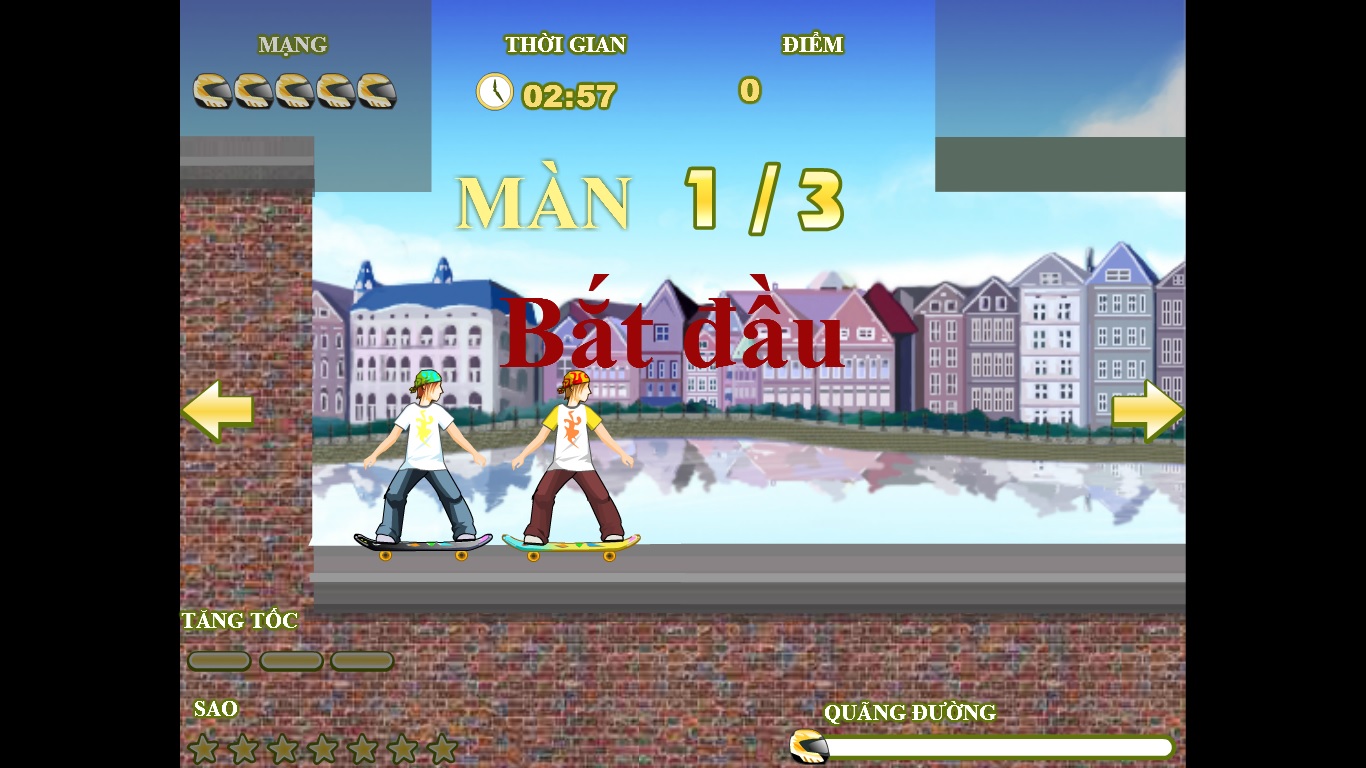 MẠNG
THỜI GIAN
ĐIỂM
02:57
0
MÀN 1 / 3
Bắt đầu
TĂNG TỐC
SAO
QUÃNG ĐƯỜNG